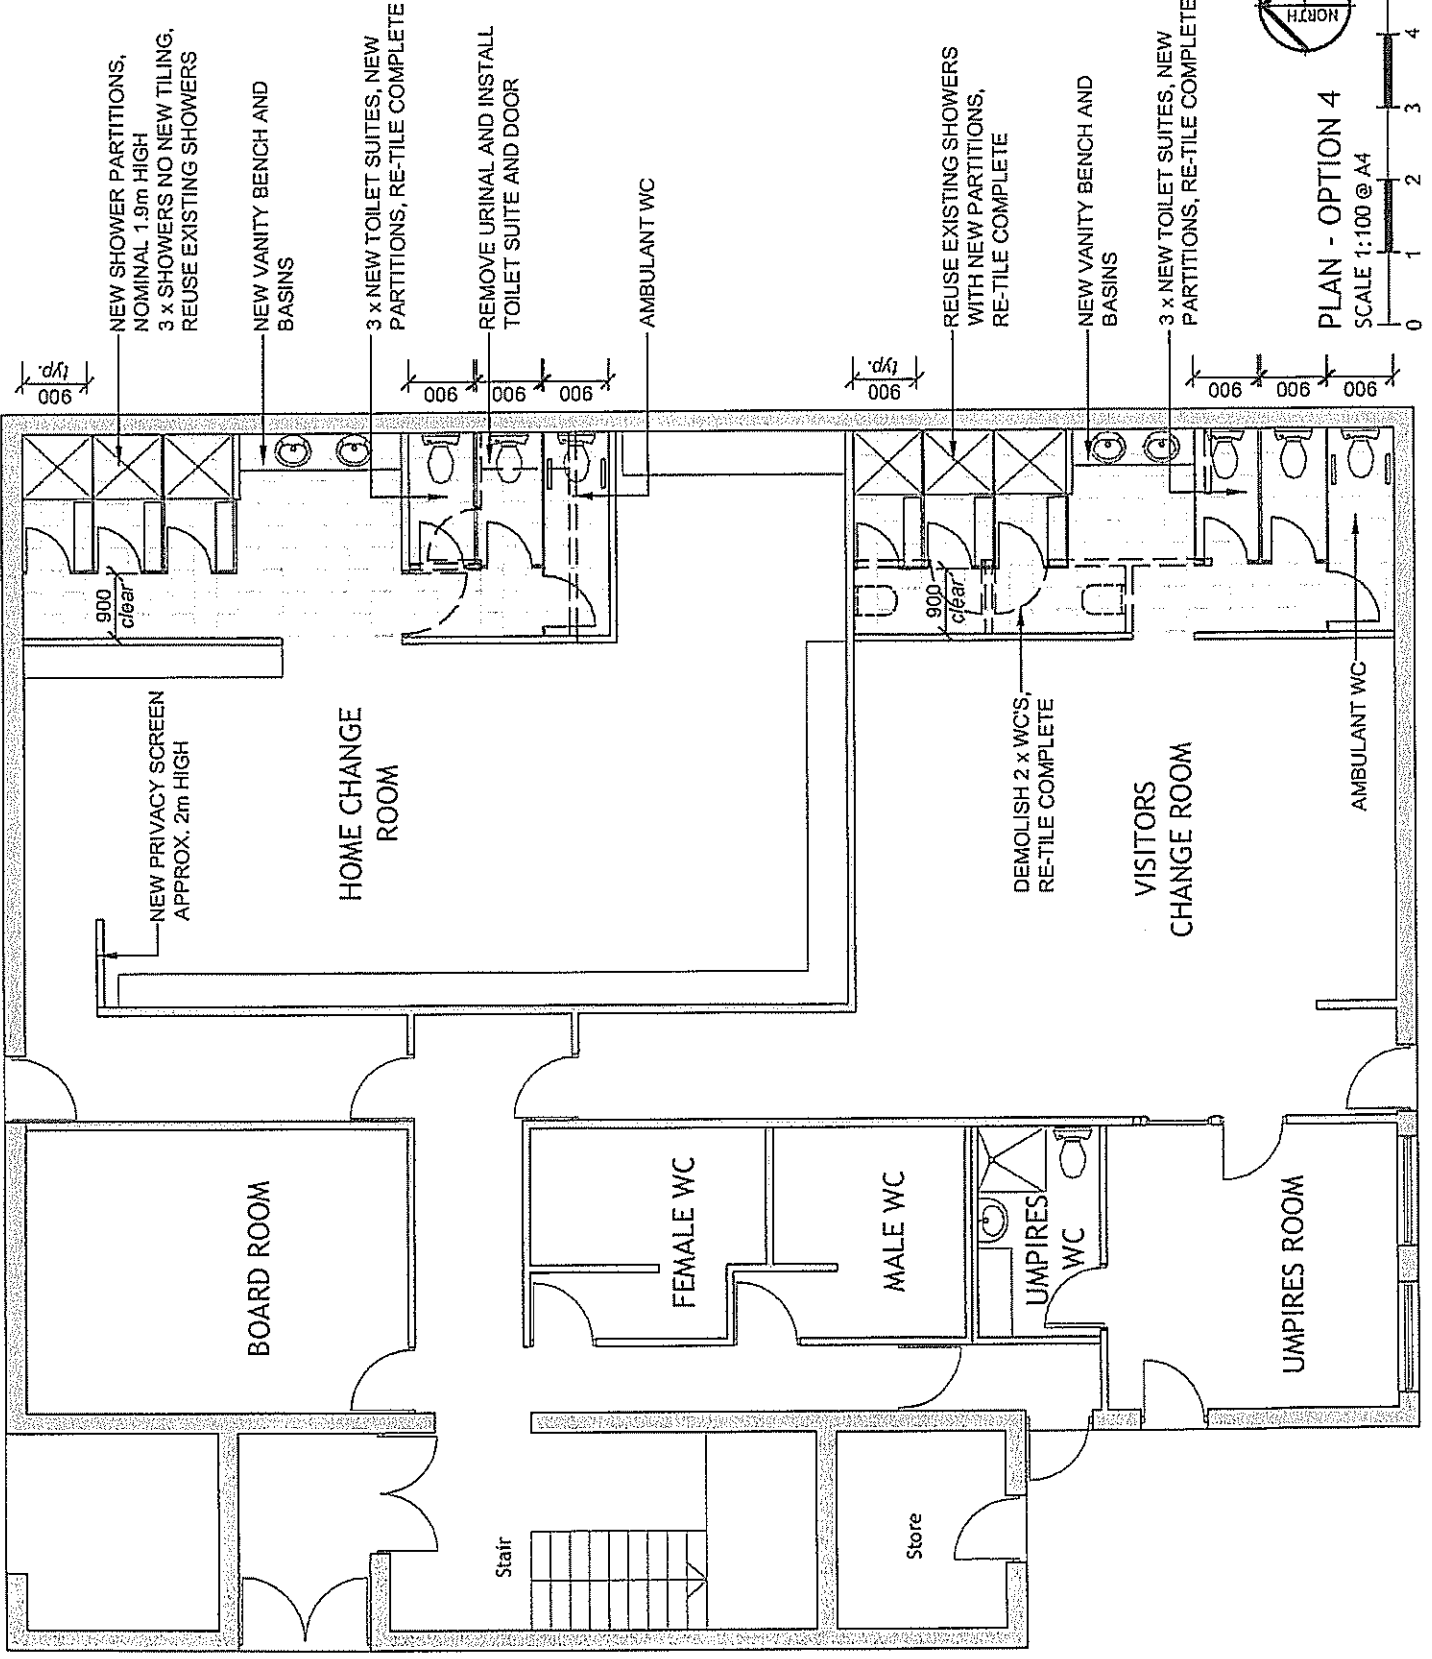 NEW SHOWER PARTITIONS,
NOMINAL 1.9m HIGH
3 x SHOWERS NO NEW TILING,
REUSE EXISTING SHOWERS
NEW VANITY BENCH AND
BASINS
3 x NEW TOILET SUITES, NEW
PARTITIONS, RE-TILE COMPLETE
REMOVE URINAL AND INSTALL
TOILET SUITE AND DOOR
AMBULANT WC
REUSE EXISTING SHOWERS
WITH NEW PARTITIONS,
RE-TILE COMPLETE
NEW VANITY BENCH AND
BASINS
3 x NEW TOILET SUITES, NEW
PARTITIONS, RE-TILE COMPLETE
900
typ.
900
900
900
900
typ.
900
900
900
900
clear
900
clear
NEW PRIVACY SCREEN
APPROX. 2m HIGH
HOME CHANGE
ROOM
DEMOLISH 2 x WC'S,
RE-TILE COMPLETE
VISITORS
CHANGE ROOM
AMBULANT WC
BOARD ROOM
FEMALE WC
MALE WC
UMPIRES
WC
UMPIRES ROOM
Stair
Store
PLAN - OPTION 4
SCALE 1:100 @ A4
0 1 2 3 4
NORTH